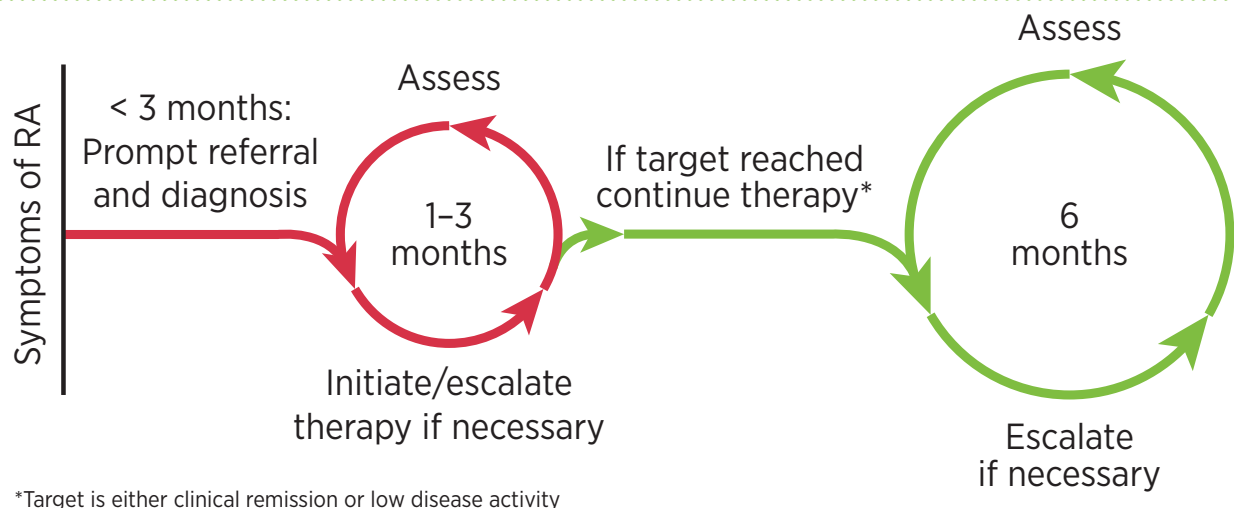 Symptoms of RA
< 3 months:
Prompt referral
and diagnosis
Assess
1–3
months
Initiate/escalate
therapy if necessary
If target reached
continue therapy*
Assess
6
months
Escalate
if necessary
*Target is either clinical remission or low disease activity